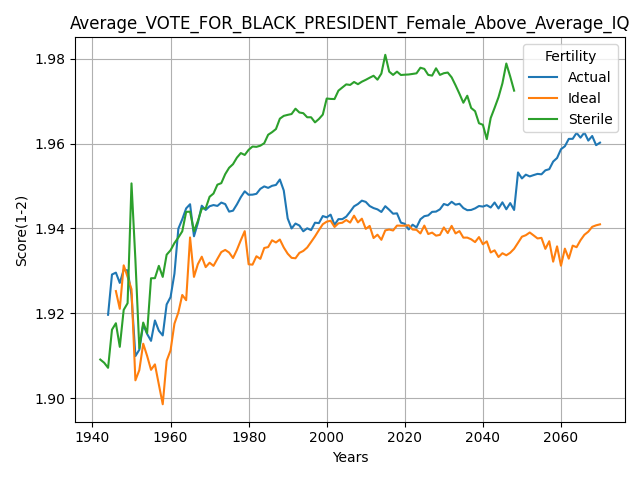 Average_VOTE_FOR_BLACK_PRESIDENT_Female_Above_Average_IQ
Fertility
Actual
Ideal
Sterile
Score(1-2)
1.98
1.96
1.94
1.92
1.90
1940 1960 1980 2000 2020 2040 2060
Years